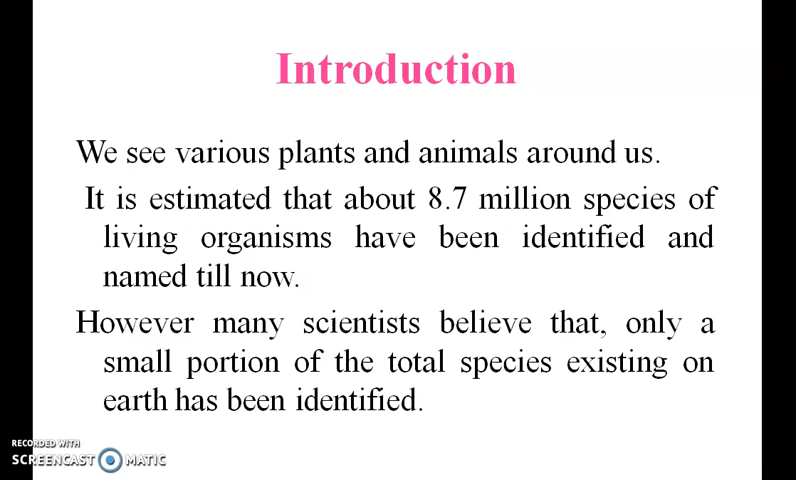 Introduction
We see various plants and animals around us.
It is estimated that about 8.7 million species of
living organisms have been identified and
named till now.
However many scientists believe that, only a
small portion of the total species existing on
earth has been identified.
RECORDED WITH
SCREENCAST MATIC